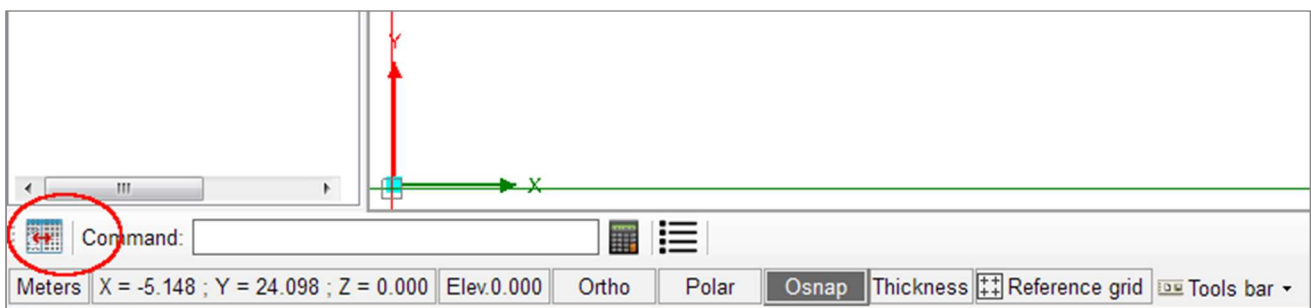 Y
X
Command:
Meters X = -5.148 ; Y = 24.098 ; Z = 0.000 Elev.0.000 Ortho Polar Osnap Thickness Reference grid Tools bar